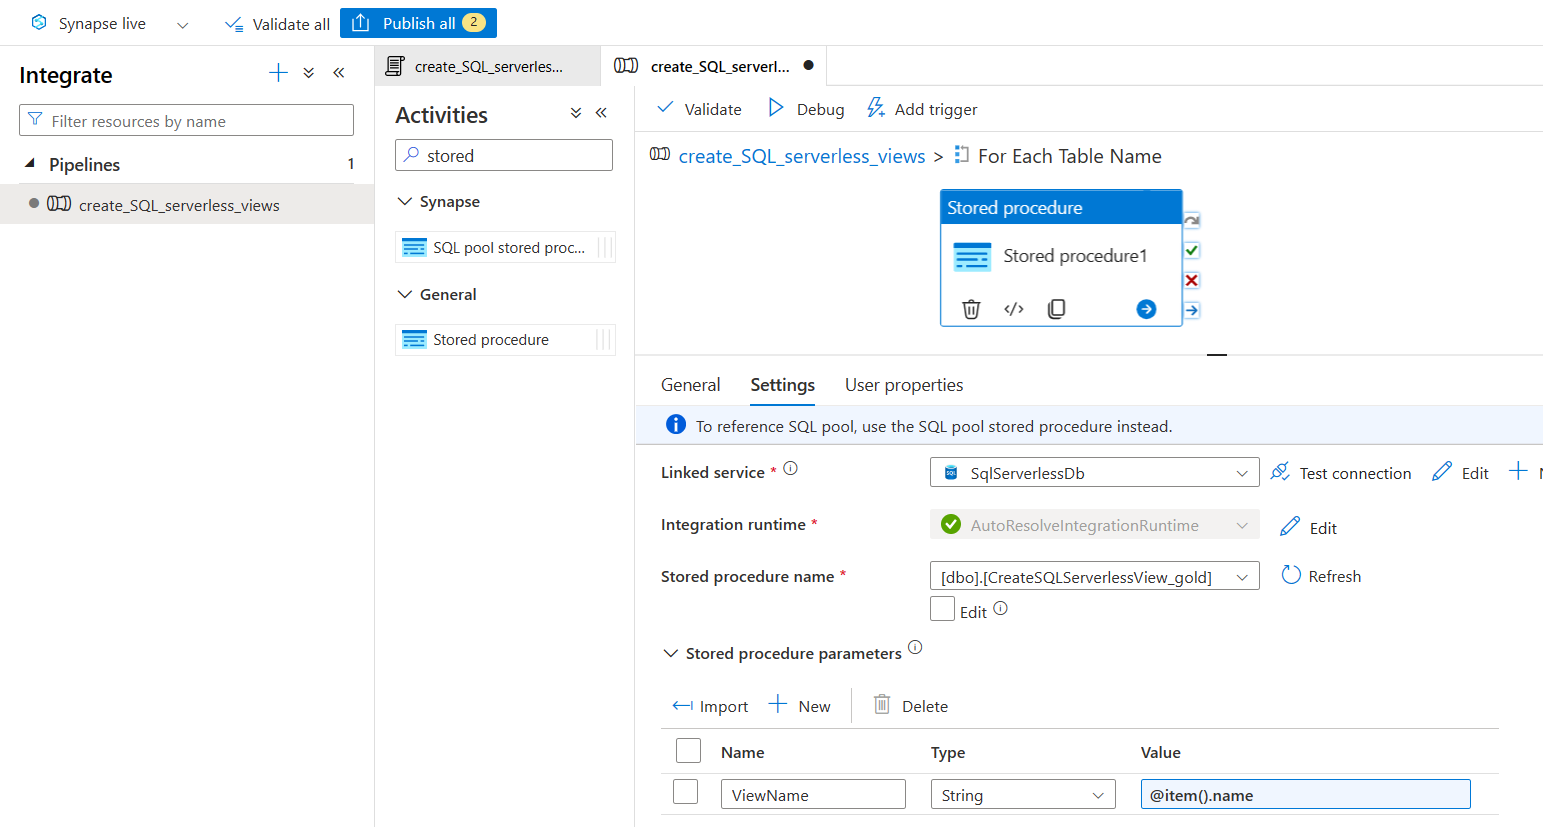 Synapse live
Validate all
Publish all 2
Integrate
Filter resources by name
Pipelines 1
create_SQL_serverless_views
create_SQL_serverles...
create_SQL_serverl...
Activities
stored
Synapse
SQL pool stored proc...
General
Stored procedure
Validate
Debug
Add trigger
create_SQL_serverless_views > For Each Table Name
Stored procedure
Stored procedure1
General
Settings
User properties
To reference SQL pool, use the SQL pool stored procedure instead.
Linked service *
SQL
SqlServerlessDb
Test connection
Edit
Integration runtime *
AutoResolveIntegrationRuntime
Edit
Stored procedure name *
[dbo].[CreateSQLServerlessView_gold]
Refresh
Edit
Stored procedure parameters
Import
New
Delete
Name Type Value
ViewName String @item().name